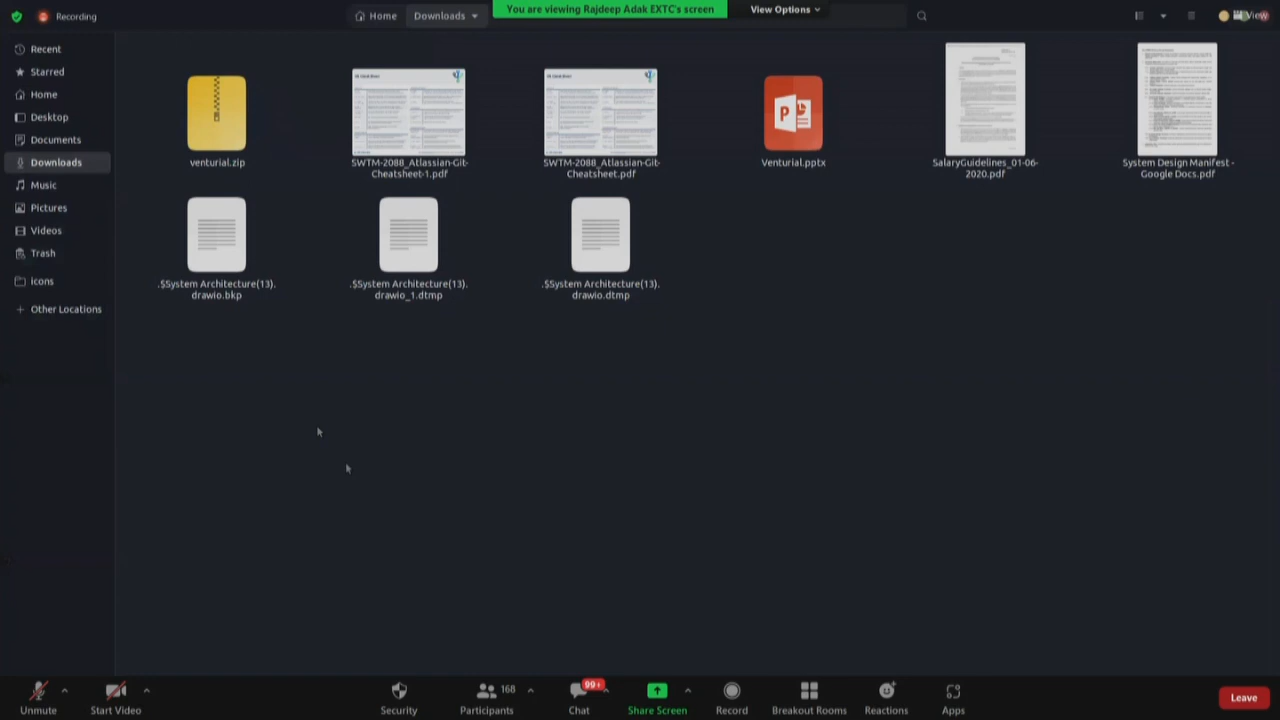 Recording
Home
Downloads
You are viewing Rajdeep Adak EXTC's screen
View Options
View
Recent
Starred
Home
Desktop
Documents
Downloads
Music
Pictures
Videos
Trash
icons
Other Locations
venturial.zip
SWTM-2088_Atlassian-Git-
Cheatsheet-1.pdf
SWTM-2088_Atlassian-Git-
Cheatsheet.pdf
Venturial.pptx
SalaryGuidelines_01-06-
2020.pdf
System Design Manifest -
Google Docs.pdf
.$System Architecture(13).
drawio.bkp
.$System Architecture(13).
drawio_1.dtmp
.$System Architecture(13).
drawio.dtmp
Unmute
Start Video
Security
168
Participants
99+
Chat
Share Screen
Record
Breakout Rooms
Reactions
Apps
Leave